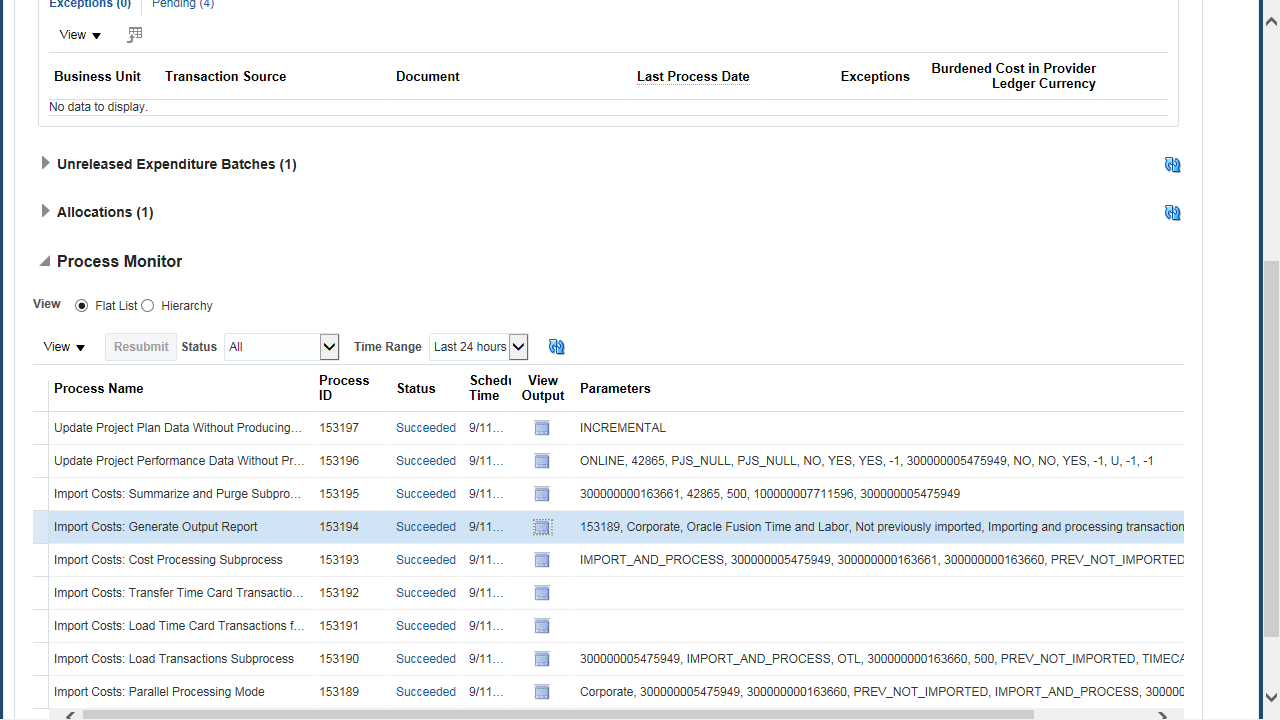 Exceptions (0) Pending (4)
View
Business Unit Transaction Source Document Last Process Date Exceptions Burdened Cost in Provider Ledger Currency
No data to display.
Unreleased Expenditure Batches (1)
Allocations (1)
Process Monitor
View Flat List Hierarchy
View Resubmit Status All Time Range Last 24 hours
Process Name Process ID Status Schedu Time View Output Parameters
Update Project Plan Data Without Producing... 153197 Succeeded 9/11... INCREMENTAL
Update Project Performance Data Without Pr... 153196 Succeeded 9/11... ONLINE, 42865, PJS_NULL, PJS_NULL, NO, YES, YES, -1, 300000005475949, NO, NO, YES, -1, U, -1, -1
Import Costs: Summarize and Purge Subpro... 153195 Succeeded 9/11... 300000000163661, 42865, 500, 100000007711596, 300000005475949
Import Costs: Generate Output Report 153194 Succeeded 9/11... 153189, Corporate, Oracle Fusion Time and Labor, Not previously imported, Importing and processing transaction
Import Costs: Cost Processing Subprocess 153193 Succeeded 9/11... IMPORT_AND_PROCESS, 300000005475949, 300000000163661, 300000000163660, PREV_NOT_IMPORTED
Import Costs: Transfer Time Card Transactio... 153192 Succeeded 9/11...
Import Costs: Load Time Card Transactions f... 153191 Succeeded 9/11...
Import Costs: Load Transactions Subprocess 153190 Succeeded 9/11... 300000005475949, IMPORT_AND_PROCESS, OTL, 300000000163660, 500, PREV_NOT_IMPORTED, TIMECA
Import Costs: Parallel Processing Mode 153189 Succeeded 9/11... Corporate, 300000005475949, 300000000163660, PREV_NOT_IMPORTED, IMPORT_AND_PROCESS, 300000